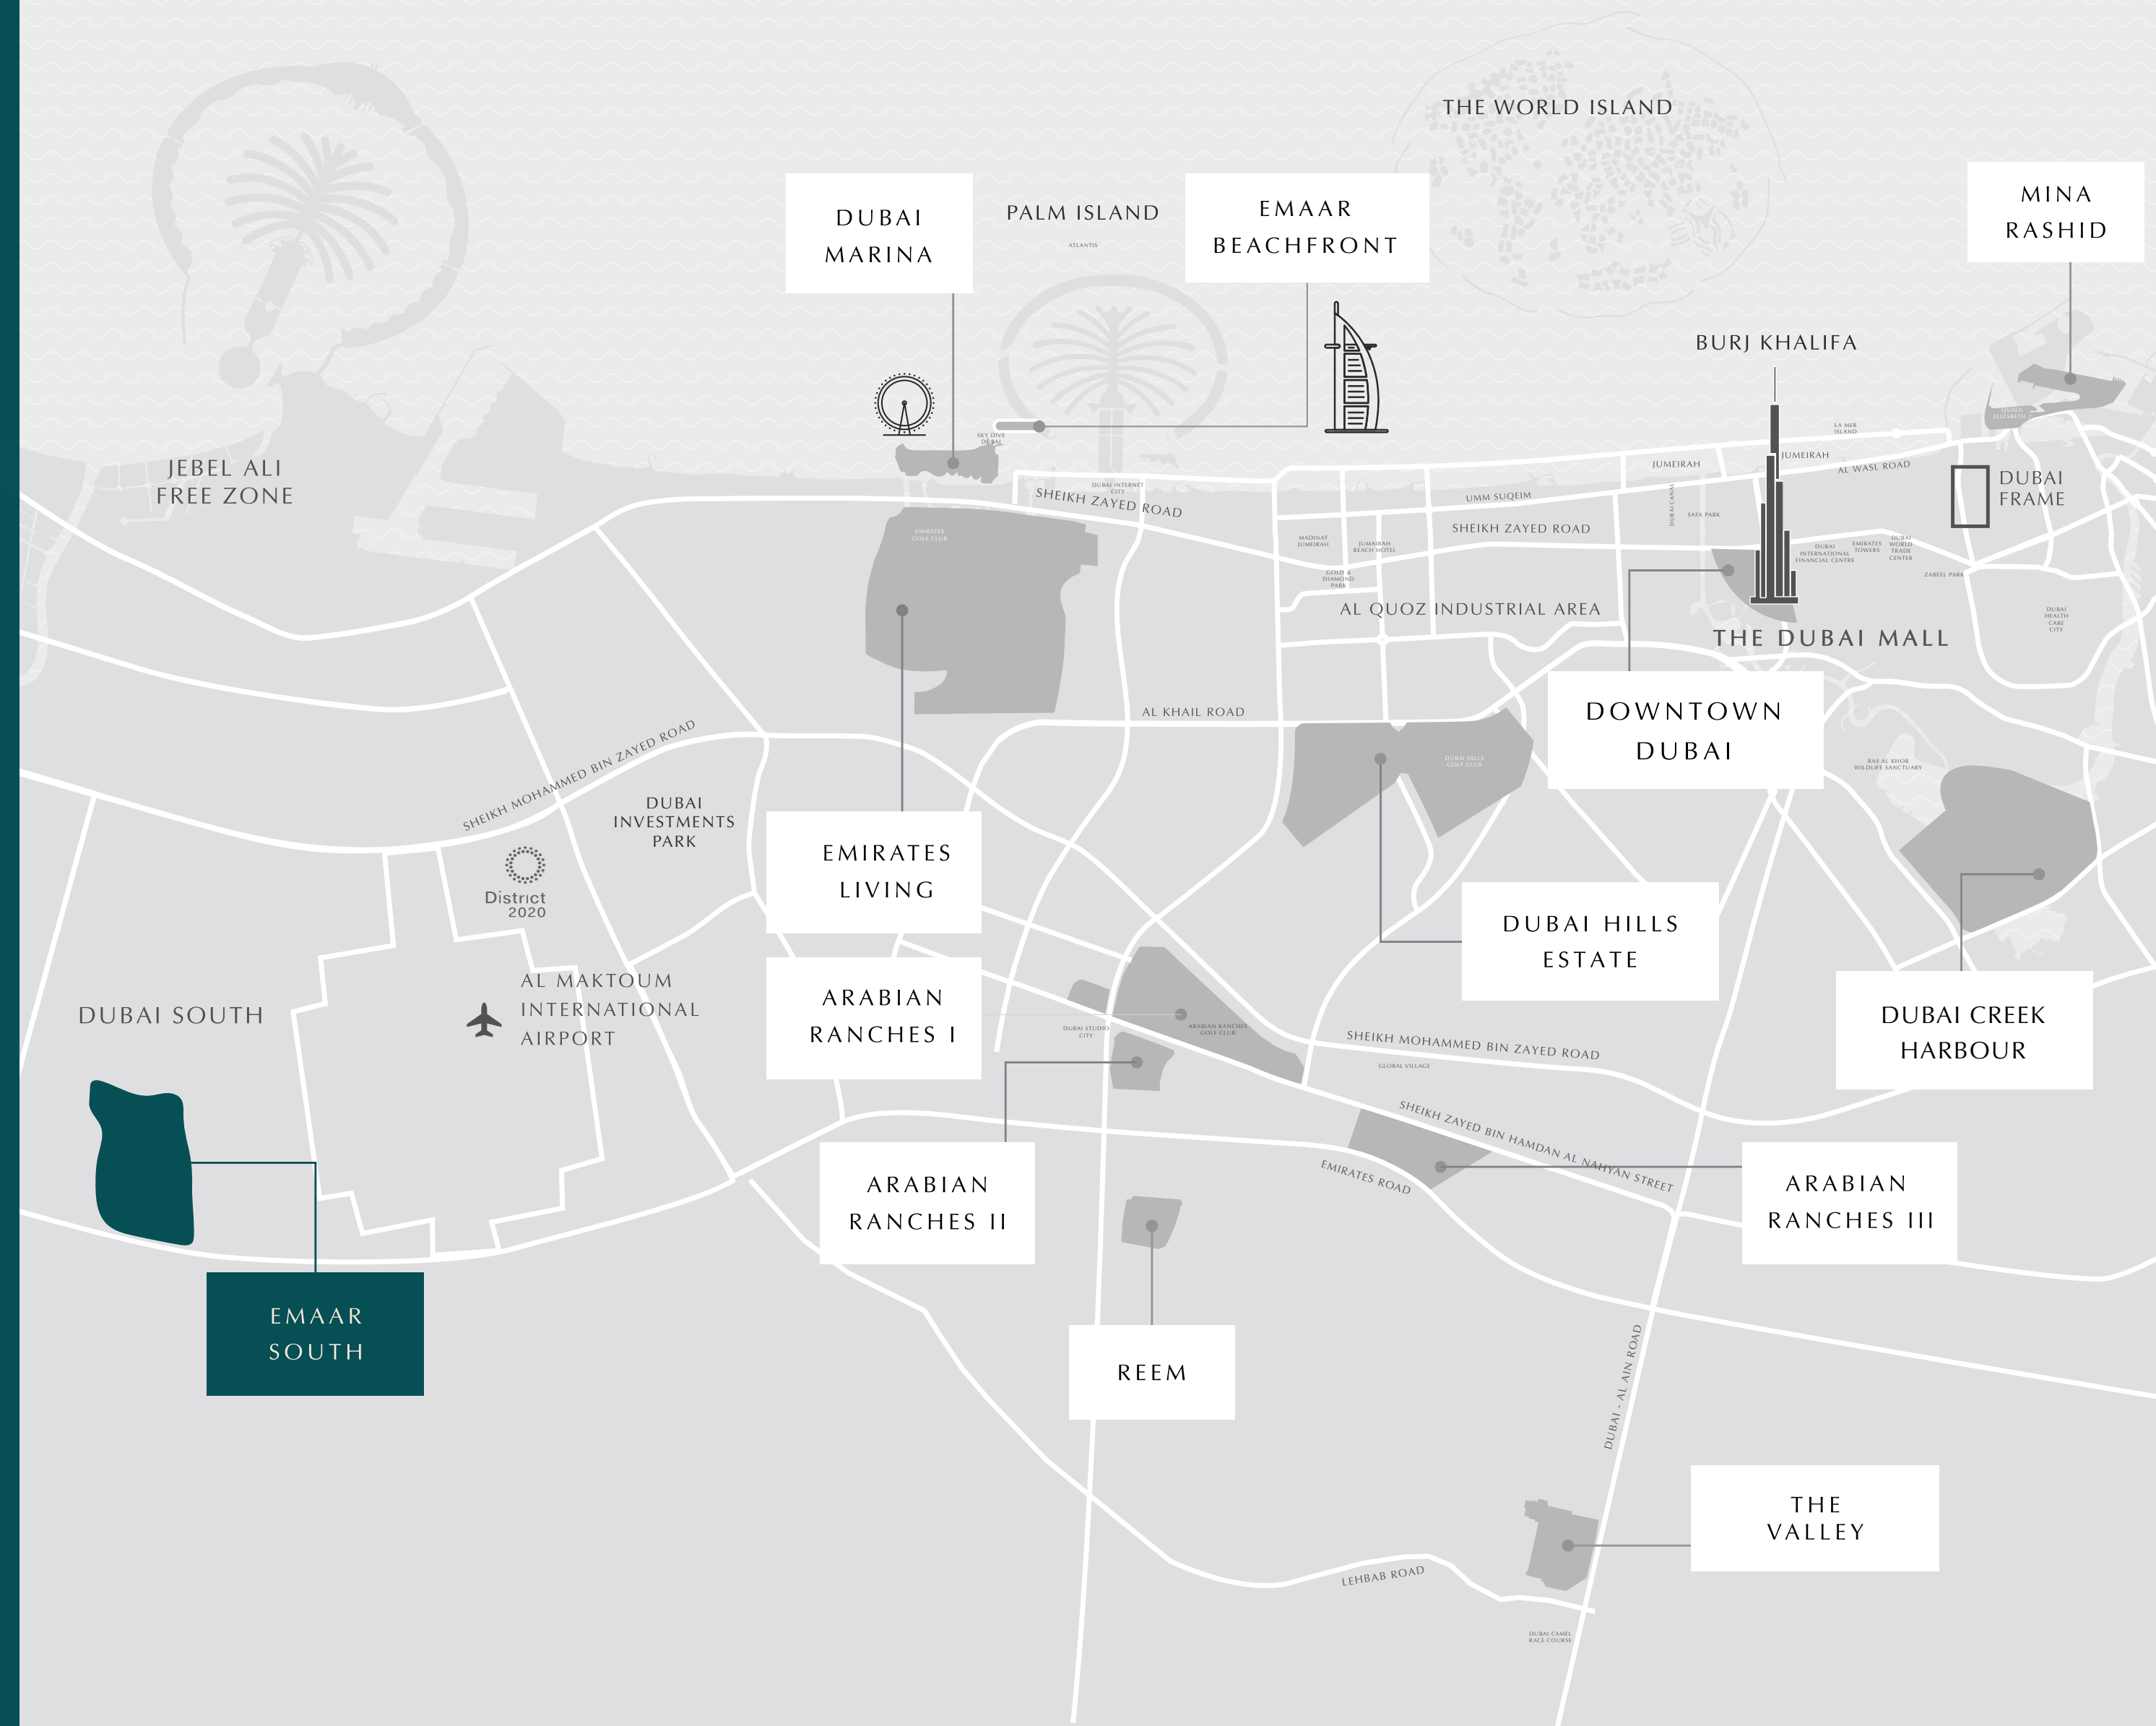 THE WORLD ISLAND
MINA
RASHID
DUBAI
MARINA
PALM ISLAND
ATLANTIS
EMAAR
BEACHFRONT
BURJ KHALIFA
QUEEN
ELIZABETH 2
LA MER
ISLAND
SKY DIVE
DUBAI
JEBEL ALI
FREE ZONE
JUMEIRAH
JUMEIRAH
AL WASL ROAD
DUBAI
FRAME
DUBAI INTERNET
CITY
SHEIKH ZAYED ROAD
UMM SUQEIM
DUBAI CANAL
SAFA PARK
SHEIKH ZAYED ROAD
EMIRATES
GOLF CLUB
MADINAT
JUMEIRAH
JUMAIRAH
BEACH HOTEL
GOLD &
DIAMOND
PARK
DUBAI
INTERNATIONAL
FINANCIAL CENTRE
EMIRATES
TOWERS
DUBAI
WORLD
TRADE
CENTER
ZABEEL PARK
DUBAI
HEALTH
CARE
CITY
AL QUOZ INDUSTRIAL AREA
THE DUBAI MALL
DOWNTOWN
DUBAI
AL KHAIL ROAD
SHEIKH MOHAMMED BIN ZAYED ROAD
DUBAI HILLS
GOLF CLUB
RAS AL KHOR
WILDLIFE SANCTUARY
DUBAI
INVESTMENTS
PARK
EMIRATES
LIVING
District
2020
DUBAI HILLS
ESTATE
AL MAKTOUM
INTERNATIONAL
AIRPORT
DUBAI SOUTH
ARABIAN
RANCHES I
DUBAI STUDIO
CITY
ARABIAN RANCHES
GOLF CLUB
DUBAI CREEK
HARBOUR
SHEIKH MOHAMMED BIN ZAYED ROAD
GLOBAL VILLAGE
SHEIKH ZAYED BIN HAMDAN AL NAHYAN STREET
EMIRATES ROAD
ARABIAN
RANCHES II
ARABIAN
RANCHES III
EMAAR
SOUTH
REEM
DUBAI - AL AIN ROAD
THE
VALLEY
LEHBAB ROAD
DUBAI CAMEL
RACE COURSE